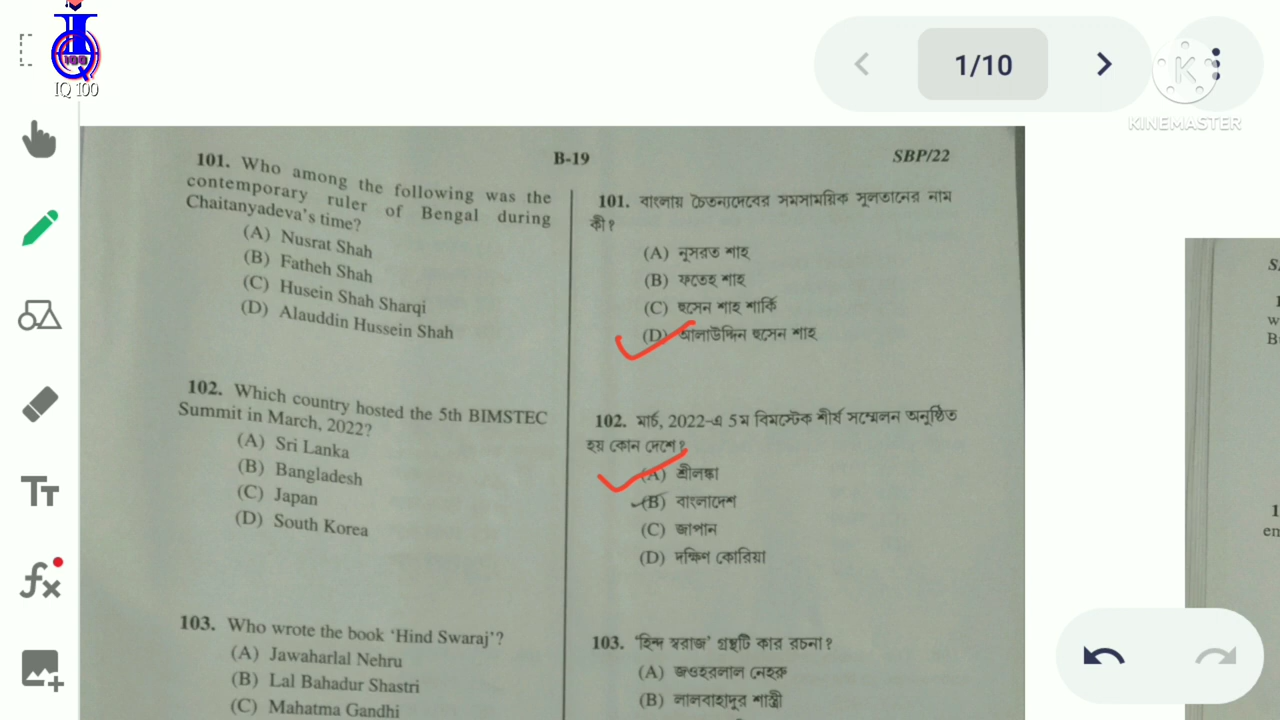 100
IQ 100
1/10
KINEMASTER
B-19
SBP/22
101. Who among the following was the
contemporary ruler of Bengal during
Chaitanyadeva's time?
(A) Nusrat Shah
(B) Fatheh Shah
(C) Husein Shah Sharqi
(D) Alauddin Hussein Shah
102. Which country hosted the 5th BIMSTEC
Summit in March, 2022?
(A) Sri Lanka
(B) Bangladesh
(C) Japan
(D) South Korea
103. Who wrote the book 'Hind Swaraj'?
(A) Jawaharlal Nehru
(B) Lal Bahadur Shastri
(C) Mahatma Gandhi
101. বাংলায় চৈতন্যদেবের সমসাময়িক সুলতানের নাম
কী?
(A) নুসরত শাহ
(B) ফতেহ শাহ
(C) হুসেন শাহ শার্কি
(D) আলাউদ্দিন হুসেন শাহ
102. মার্চ, 2022-এ 5ম বিমস্টেক শীর্ষ সম্মেলন অনুষ্ঠিত
হয় কোন দেশে?
(A) শ্রীলঙ্কা
(B) বাংলাদেশ
(C) জাপান
(D) দক্ষিণ কোরিয়া
103. 'হিন্দ স্বরাজ' গ্রন্থটি কার রচনা?
(A) জওহরলাল নেহরু
(B) লালবাহাদুর শাস্ত্রী
Tт
fx